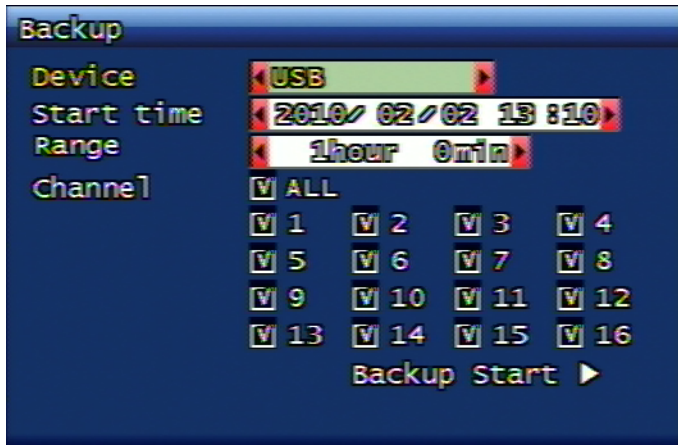 Backup
Device USB
Start time 2010/ 02/02 13:10
Range 1hour 0min
Channel V ALL
V 1 V 2 V 3 V 4
V 5 V 6 V 7 V 8
V 9 V 10 V 11 V 12
V 13 V 14 V 15 V 16
Backup Start